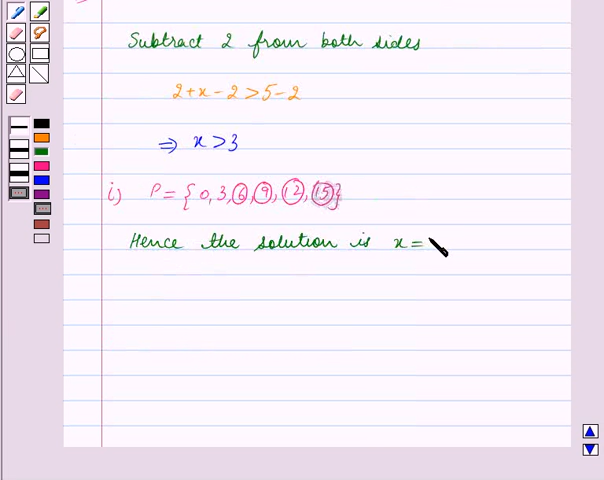 Subtract 2 from both sides
2+x-2>5-2
⇒ x>3
i) P={0,3,6,9,12,15}
Hence the solution is x=